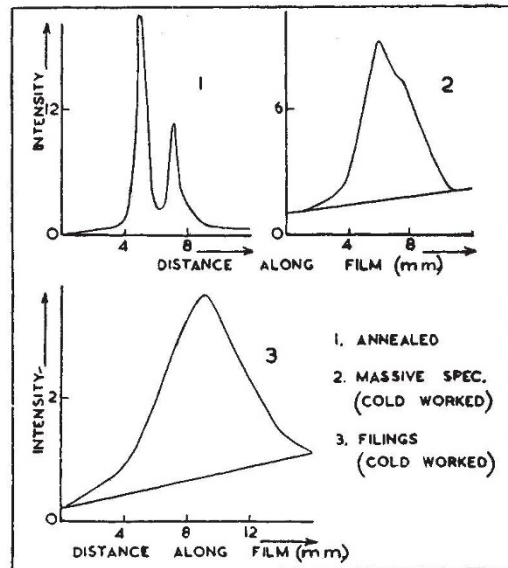 INTENSITY
12
0
1
4
8
DISTANCE ALONG FILM (mm)
6
0
2
4
8
INTENSITY
2
0
3
4
8
12
DISTANCE ALONG FILM (mm)
1. ANNEALED
2. MASSIVE SPEC.
(COLD WORKED)
3. FILINGS
(COLD WORKED)